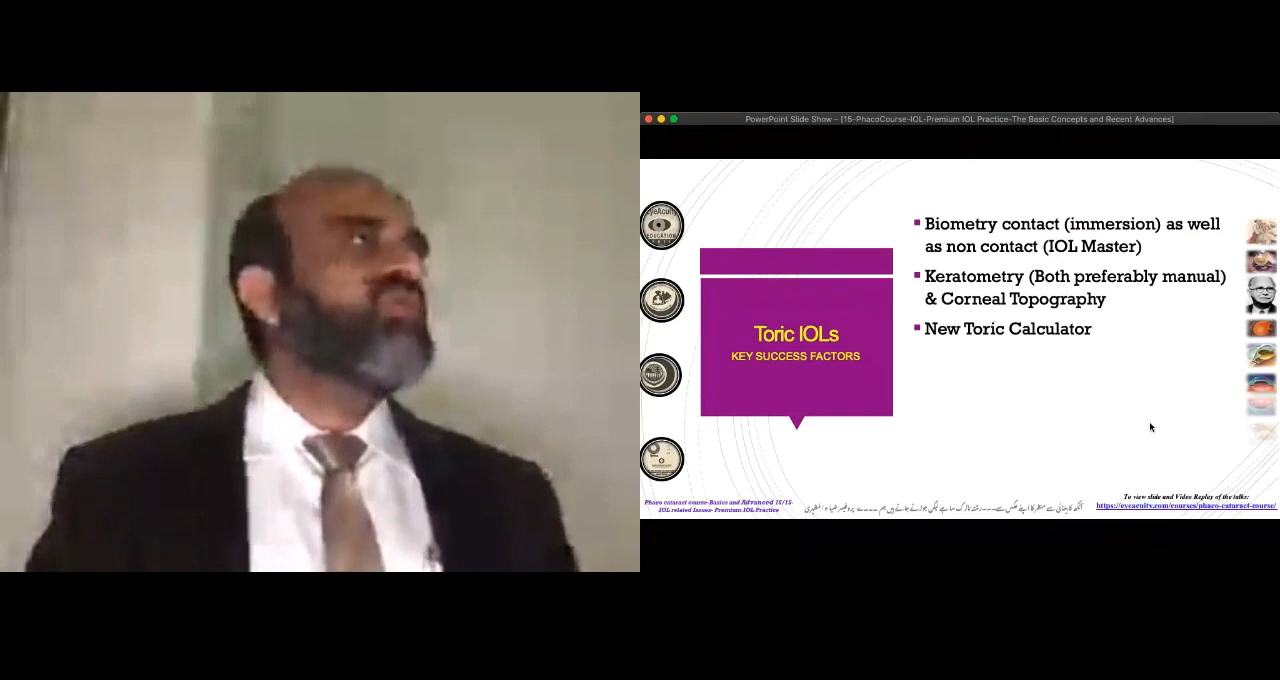 PowerPoint Slide Show – [15-PhacoCourse-IOL-Premium IOL Practice-The Basic Concepts and Recent Advances]
EyeAcuity
EDUCATION
Toric IOLs
KEY SUCCESS FACTORS
▪ Biometry contact (immersion) as well
as non contact (IOL Master)
▪ Keratometry (Both preferably manual)
& Corneal Topography
▪ New Toric Calculator
Phaco cataract course-Basics and Advanced 15/15-
IOL related Issues- Premium IOL Practice
To view slide and Video Replay of the talks:
https://eyeacuity.com/courses/phaco-cataract-course/